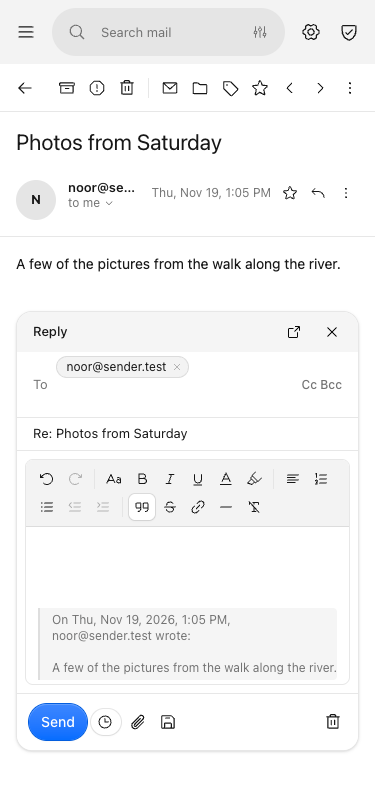 Search mail
Photos from Saturday
N
noor@se...
Thu, Nov 19, 1:05 PM
to me
A few of the pictures from the walk along the river.
Reply
noor@sender.test
To
Cc Bcc
Re: Photos from Saturday
Aa B I U A
On Thu, Nov 19, 2026, 1:05 PM,
noor@sender.test wrote:
A few of the pictures from the walk along the river.
Send